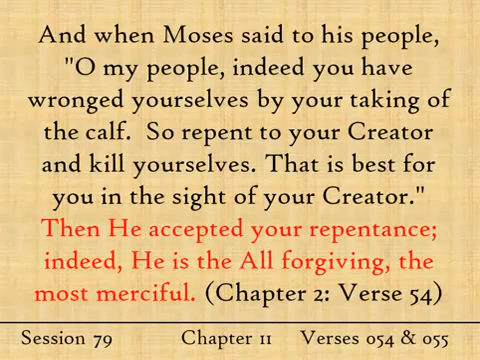 And when Moses said to his people,
"O my people, indeed you have
wronged yourselves by your taking of
the calf.  So repent to your Creator
and kill yourselves. That is best for
you in the sight of your Creator."
Then He accepted your repentance;
indeed, He is the All forgiving, the
most merciful. (Chapter 2: Verse 54)
Session 79 Chapter 11 Verses 054 & 055